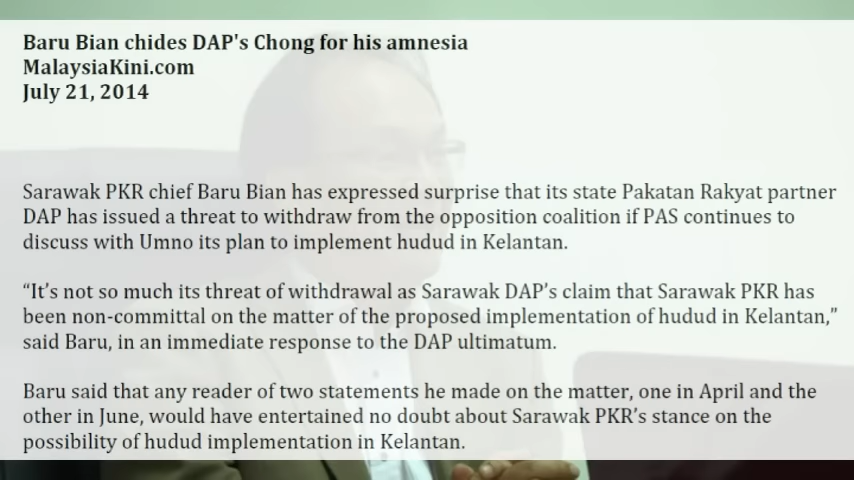 Baru Bian chides DAP's Chong for his amnesia
MalaysiaKini.com
July 21, 2014
Sarawak PKR chief Baru Bian has expressed surprise that its state Pakatan Rakyat partner
DAP has issued a threat to withdraw from the opposition coalition if PAS continues to
discuss with Umno its plan to implement hudud in Kelantan.
“It’s not so much its threat of withdrawal as Sarawak DAP’s claim that Sarawak PKR has
been non-committal on the matter of the proposed implementation of hudud in Kelantan,”
said Baru, in an immediate response to the DAP ultimatum.
Baru said that any reader of two statements he made on the matter, one in April and the
other in June, would have entertained no doubt about Sarawak PKR’s stance on the
possibility of hudud implementation in Kelantan.